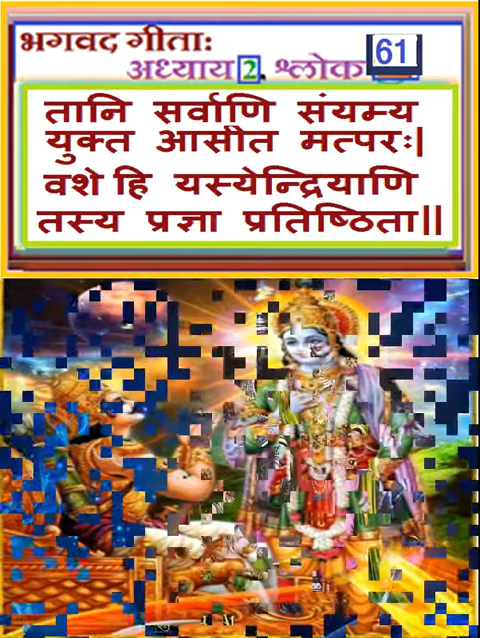 भगवद गीताः
अध्याय 2, श्लोक 61
तानि सर्वाणि संयम्य
युक्त आसीत मत्परः|
वशे हि यस्येन्द्रियाणि
तस्य प्रज्ञा प्रतिष्ठिता||